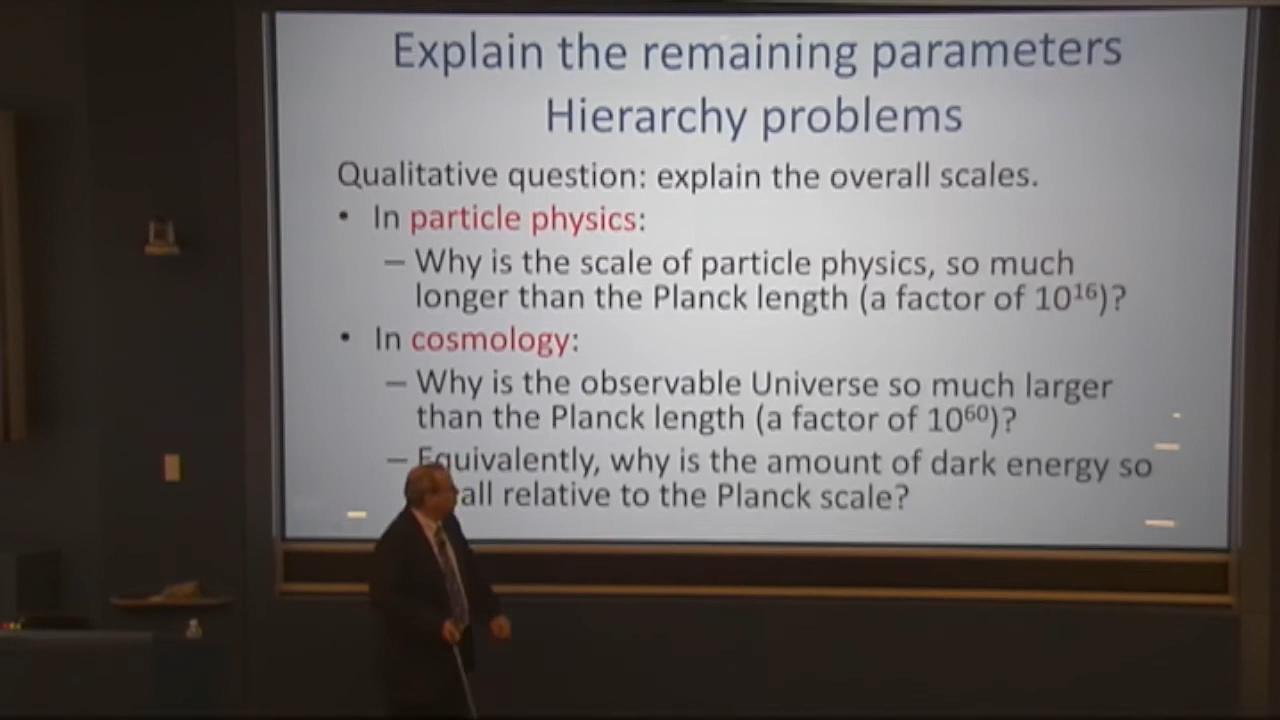 Explain the remaining parameters
Hierarchy problems
Qualitative question: explain the overall scales.
• In particle physics:
– Why is the scale of particle physics, so much
longer than the Planck length (a factor of 10¹⁶)?
• In cosmology:
– Why is the observable Universe so much larger
than the Planck length (a factor of 10⁶⁰)?
– Equivalently, why is the amount of dark energy so
all relative to the Planck scale?